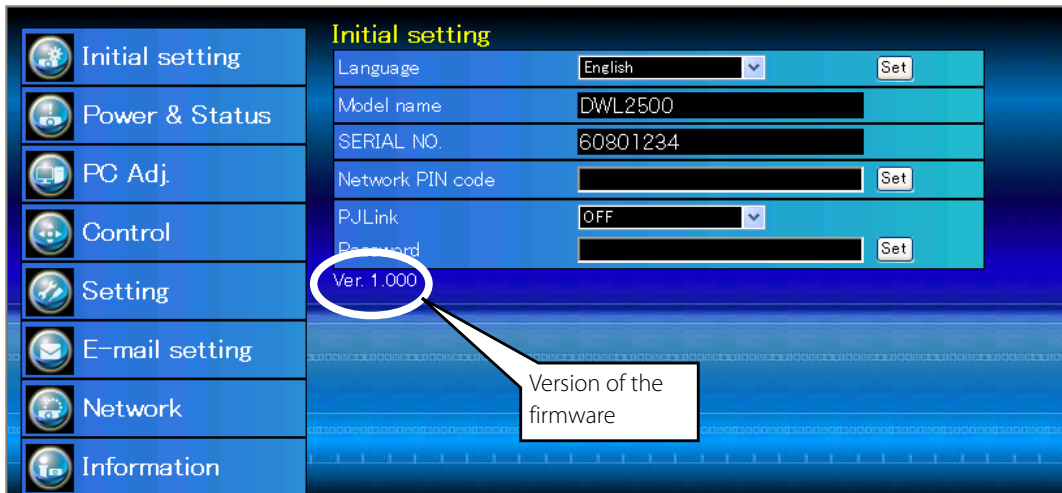 Initial setting
Power & Status
PC Adj.
Control
Setting
E-mail setting
Network
Information
Initial setting
Language English Set
Model name DWL2500
SERIAL NO. 60801234
Network PIN code Set
PJLink OFF
Password Set
Ver. 1.000
Version of the
firmware